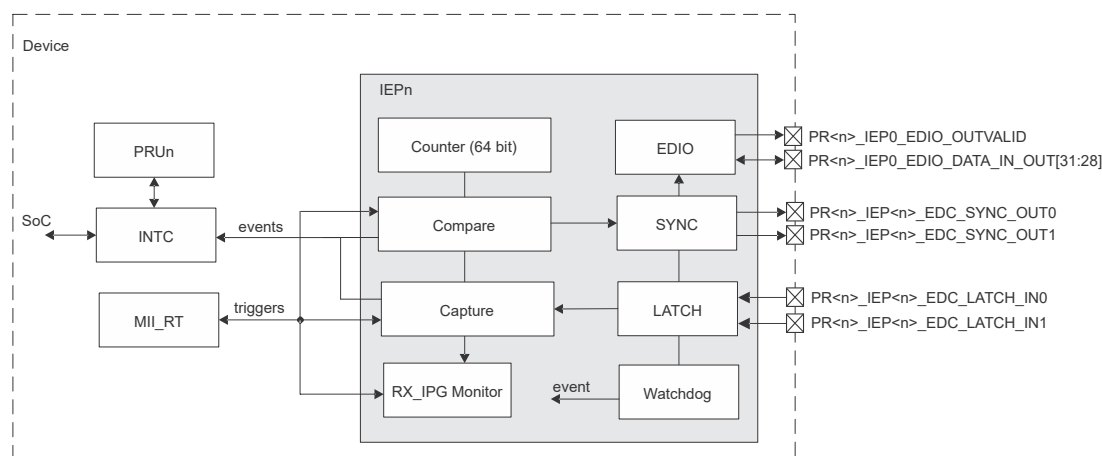 Device
IEPn
PRUn
Counter (64 bit)
EDIO
PR<n>_IEP0_EDIO_OUTVALID
PR<n>_IEP0_EDIO_DATA_IN_OUT[31:28]
SoC
INTC
events
Compare
SYNC
PR<n>_IEP<n>_EDC_SYNC_OUT0
PR<n>_IEP<n>_EDC_SYNC_OUT1
MII_RT
triggers
Capture
LATCH
PR<n>_IEP<n>_EDC_LATCH_IN0
PR<n>_IEP<n>_EDC_LATCH_IN1
RX_IPG Monitor
event
Watchdog